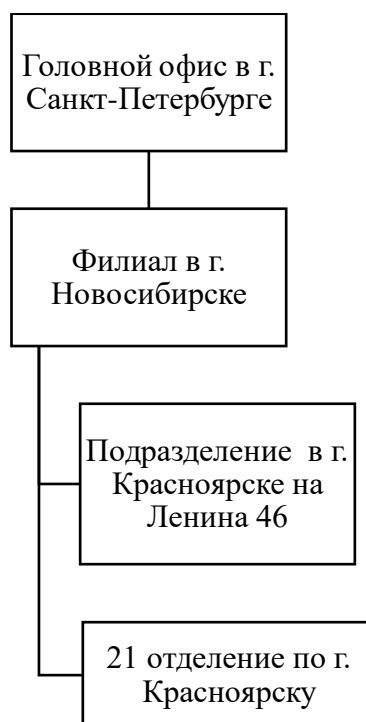 Головной офис в г.
Санкт-Петербурге
Филиал в г.
Новосибирске
Подразделение  в г.
Красноярске на
Ленина 46
21 отделение по г.
Красноярску